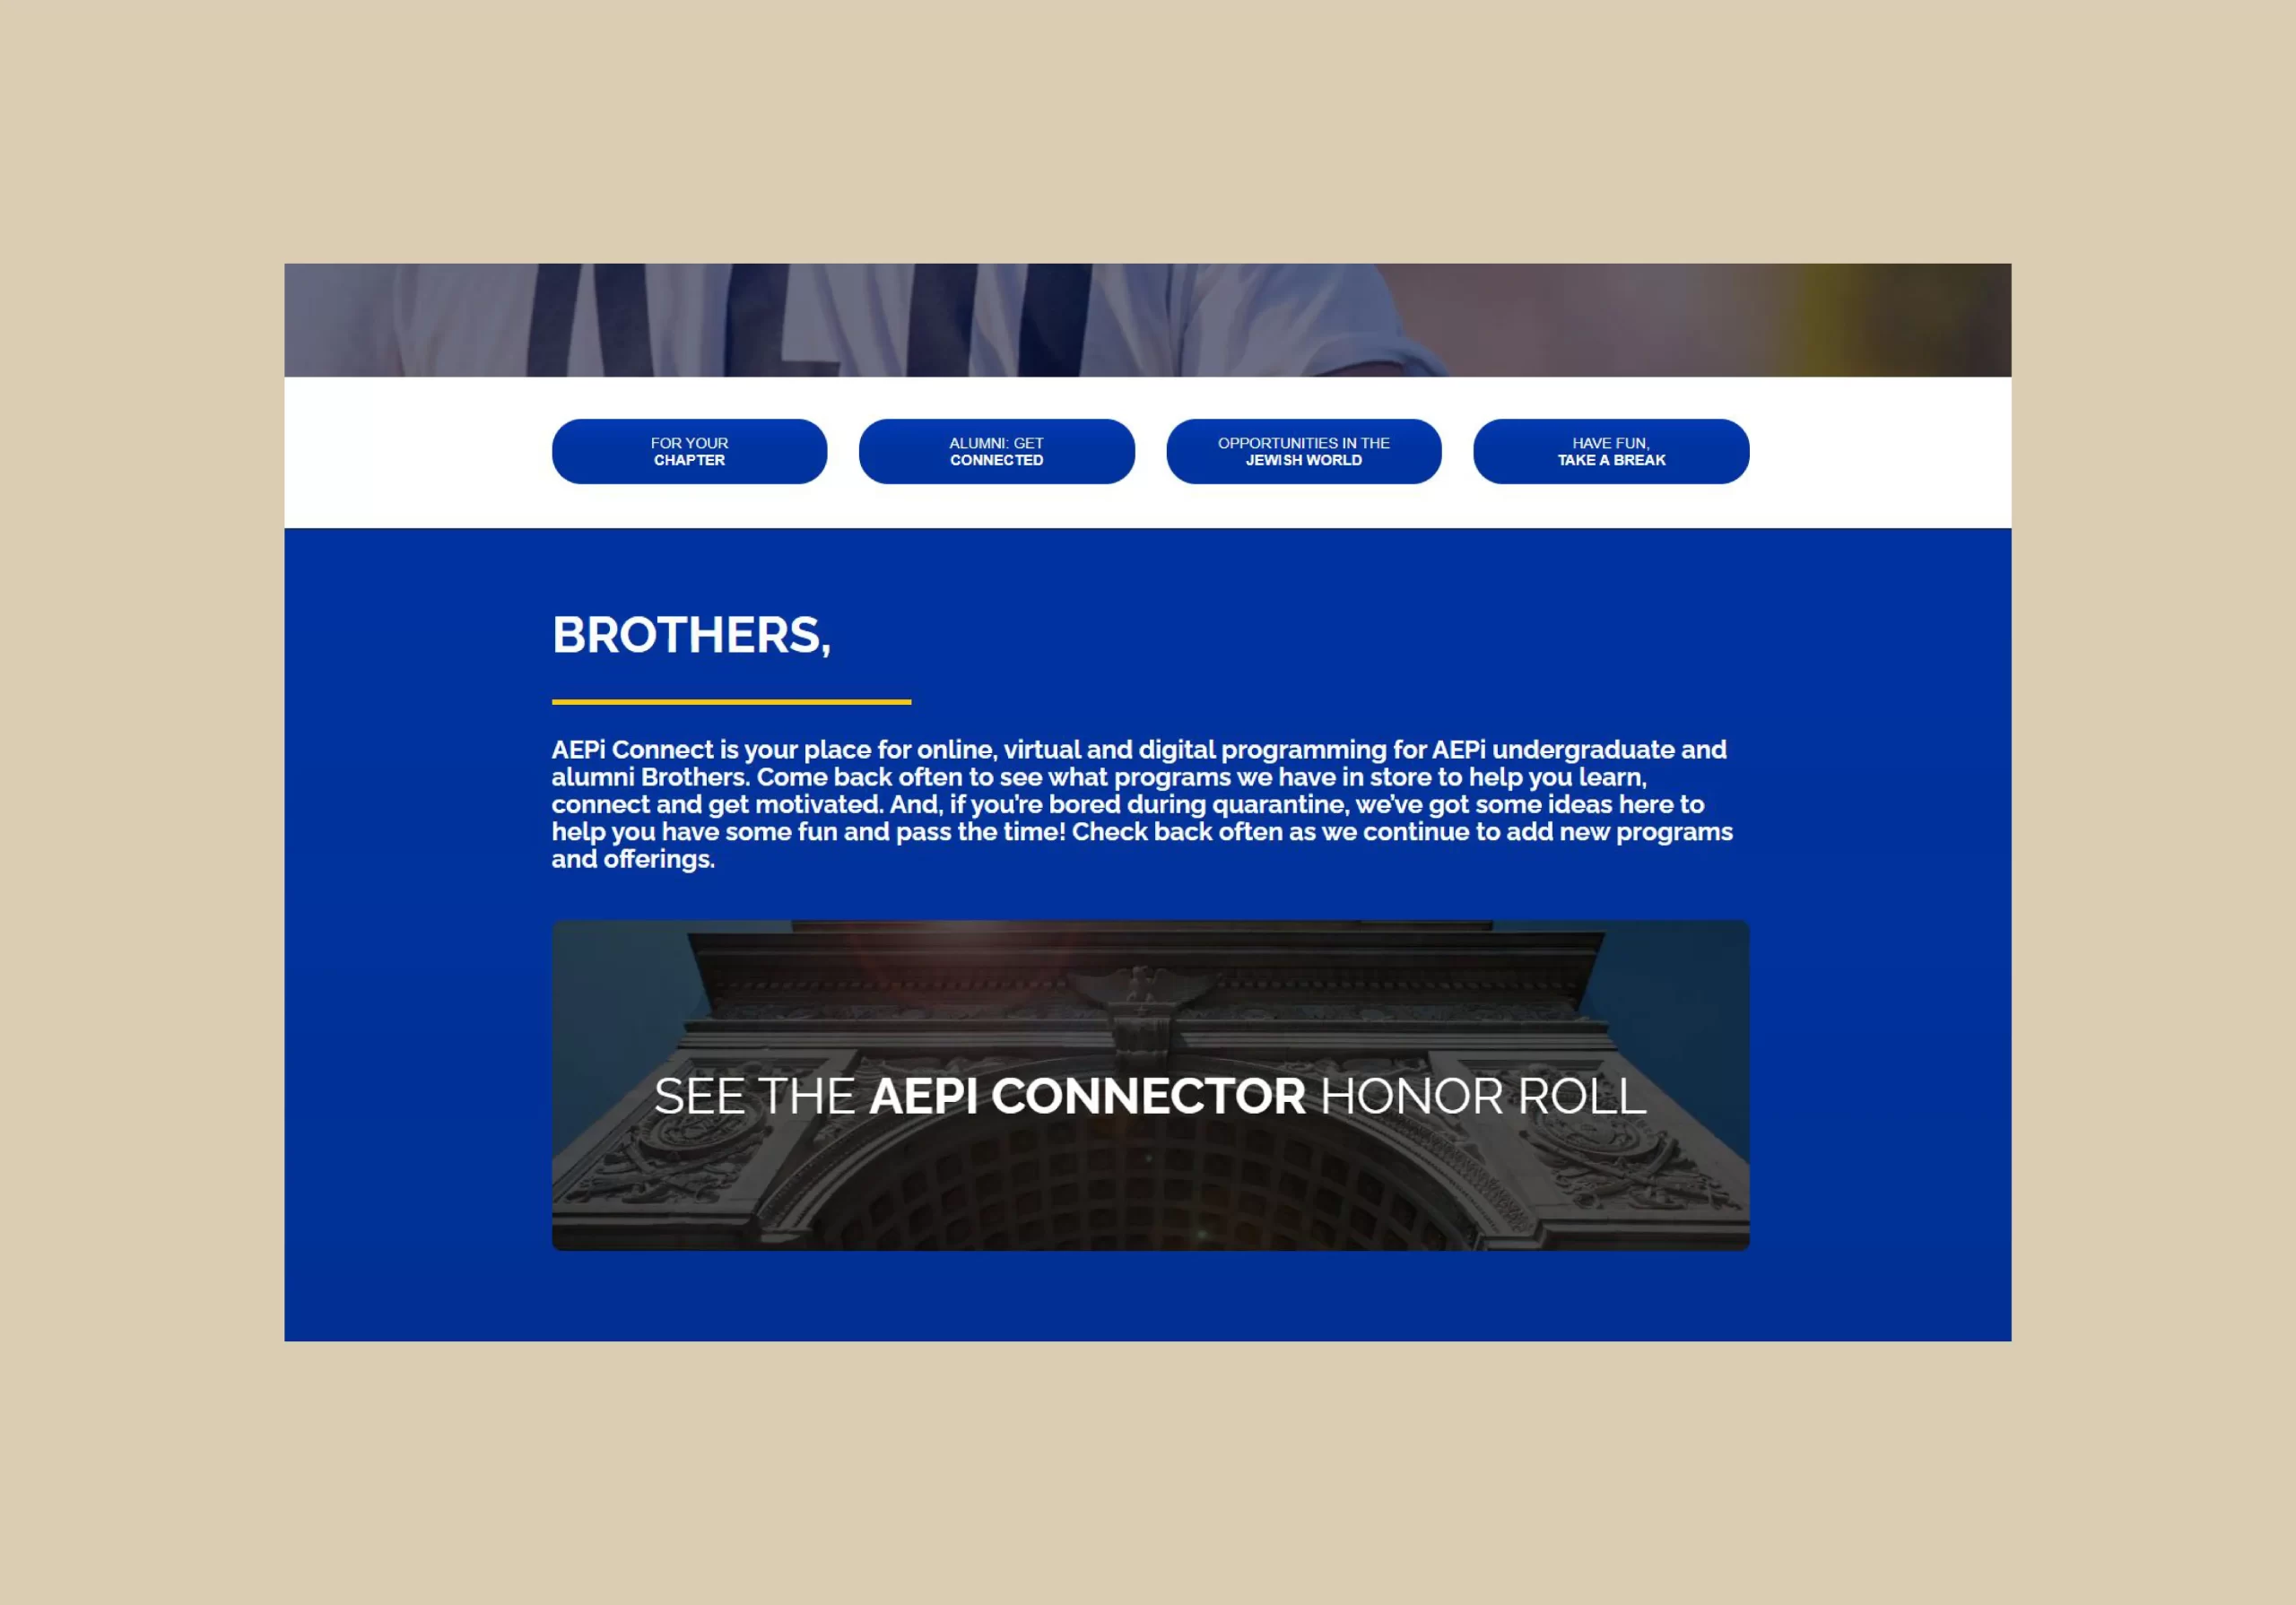 FOR YOUR
CHAPTER
ALUMNI: GET
CONNECTED
OPPORTUNITIES IN THE
JEWISH WORLD
HAVE FUN,
TAKE A BREAK
BROTHERS,
AEPi Connect is your place for online, virtual and digital programming for AEPi undergraduate and
alumni Brothers. Come back often to see what programs we have in store to help you learn,
connect and get motivated. And, if you're bored during quarantine, we've got some ideas here to
help you have some fun and pass the time! Check back often as we continue to add new programs
and offerings.
SEE THE AEPI CONNECTOR HONOR ROLL